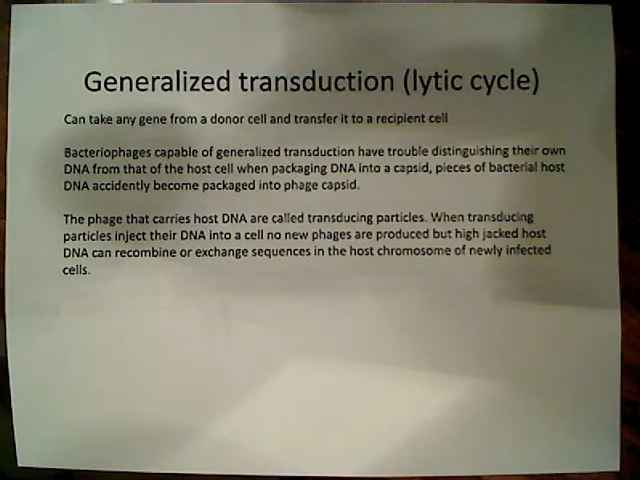 Generalized transduction (lytic cycle)
Can take any gene from a donor cell and transfer it to a recipient cell
Bacteriophages capable of generalized transduction have trouble distinguishing their own
DNA from that of the host cell when packaging DNA into a capsid, pieces of bacterial host
DNA accidently become packaged into phage capsid.
The phage that carries host DNA are called transducing particles. When transducing
particles inject their DNA into a cell no new phages are produced but high jacked host
DNA can recombine or exchange sequences in the host chromosome of newly infected
cells.